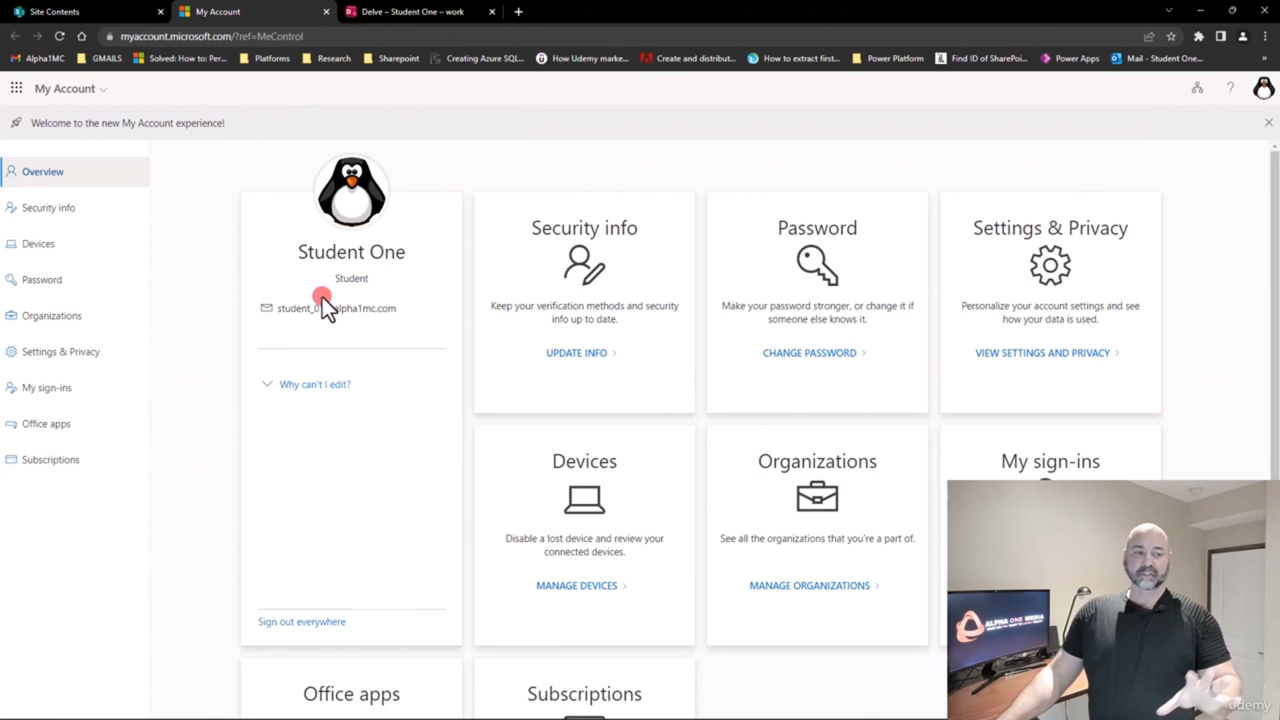 Site Contents
My Account
Delve – Student One – work
myaccount.microsoft.com/?ref=MeControl
Alpha1MC
GMAILS
Solved: How to: Per...
Platforms
Research
Sharepoint
Creating Azure SQL...
How Udemy marke...
Create and distribut...
How to extract first...
Power Platform
Find ID of SharePoi...
Power Apps
Mail - Student One...
My Account
Welcome to the new My Account experience!
Overview
Security info
Devices
Password
Organizations
Settings & Privacy
My sign-ins
Office apps
Subscriptions
Student One
Student
student_0 alpha1mc.com
Why can't I edit?
Sign out everywhere
Security info
Keep your verification methods and security
info up to date.
UPDATE INFO
Password
Make your password stronger, or change it if
someone else knows it.
CHANGE PASSWORD
Settings & Privacy
Personalize your account settings and see
how your data is used.
VIEW SETTINGS AND PRIVACY
Devices
Disable a lost device and review your
connected devices.
MANAGE DEVICES
Organizations
See all the organizations that you're a part of.
MANAGE ORGANIZATIONS
My sign-ins
Office apps
Subscriptions
ALPHA ONE MEDIA
udemy